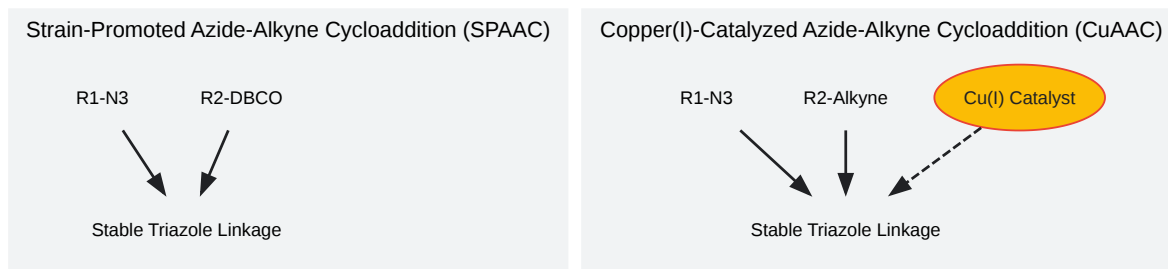 Strain-Promoted Azide-Alkyne Cycloaddition (SPAAC)
R1-N3
R2-DBCO
Stable Triazole Linkage
Copper(I)-Catalyzed Azide-Alkyne Cycloaddition (CuAAC)
R1-N3
R2-Alkyne
Cu(I) Catalyst
Stable Triazole Linkage